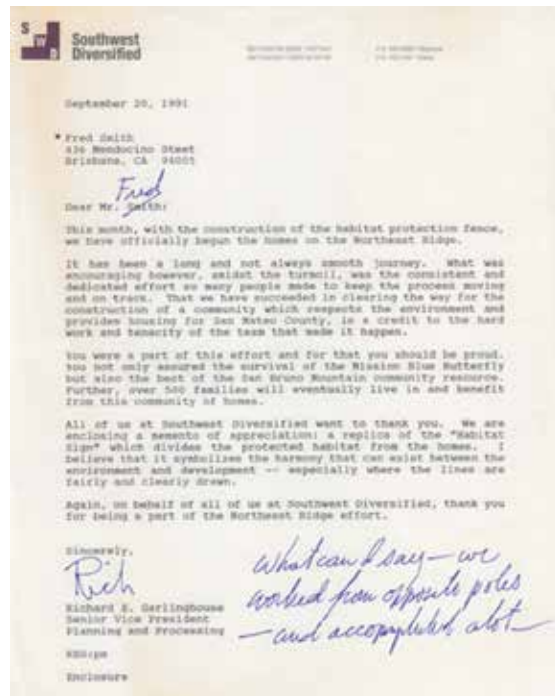 S
W
D
Southwest
Diversified
September 20, 1991
Fred Smith
436 Mendocino Steet
Brisbane, CA 94005
Fred
Dear Mr. Smith:
This month, with the construction of the habitat protection fence,
we have officially begun the homes on the Northeast Ridge.
It has been a long and not always smooth journey. What was
encouraging however, amidst the turmoil, was the consistent and
dedicated effort so many people made to keep the process moving
and on track. That we have succeeded in clearing the way for the
construction of a community which respects the environment and
provides housing for San Mateo County, is a credit to the hard
work and tenacity of the team that made it happen.
You were a part of this effort and for that you should be proud.
You not only assured the survival of the Mission Blue Butterfly
but also the best of the San Bruno Mountain community resource.
Further, over 500 families will eventually live in and benefit
from this community of homes.
All of us at Southwest Diversified want to thank you. We are
enclosing a memento of appreciation: a replica of the "Habitat
Sign" which divides the protected habitat from the homes. I
believe that it symbolizes the harmony that can exist between the
environment and development -- especially where the lines are
fairly and clearly drawn.
Again, on behalf of all of us at Southwest Diversified, thank you
for being a part of the Northeast Ridge effort.
Sincerely,
Rich
Richard E. Garlinghouse
Senior Vice President
Planning and Processing
REG:pm
Enclosure
What can I say — we
worked from opposite poles
— and accomplished alot